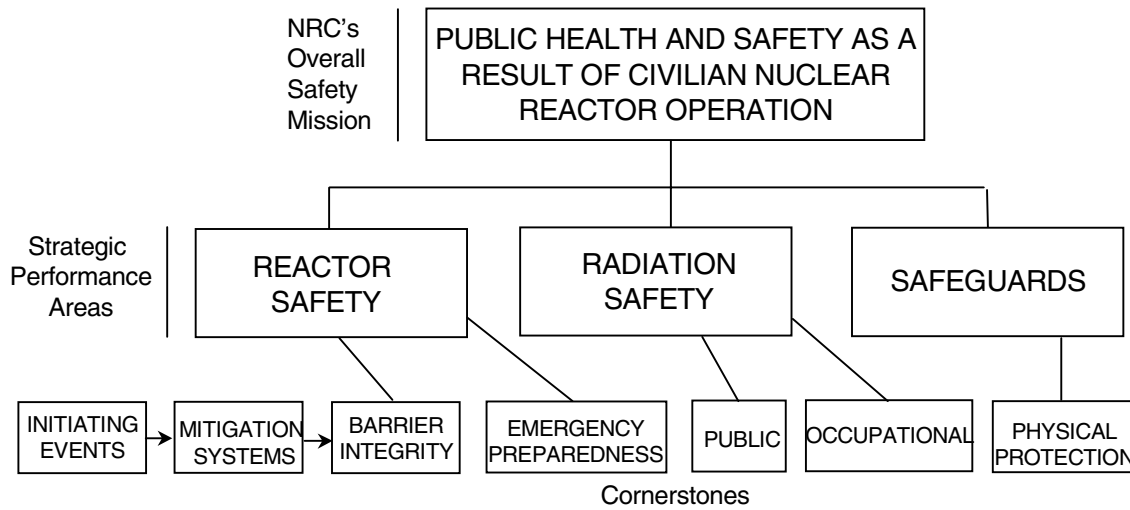 NRC's
Overall
Safety
Mission
PUBLIC HEALTH AND SAFETY AS A
RESULT OF CIVILIAN NUCLEAR
REACTOR OPERATION
Strategic
Performance
Areas
REACTOR
SAFETY
RADIATION
SAFETY
SAFEGUARDS
INITIATING
EVENTS
MITIGATION
SYSTEMS
BARRIER
INTEGRITY
EMERGENCY
PREPAREDNESS
PUBLIC
OCCUPATIONAL
PHYSICAL
PROTECTION
Cornerstones